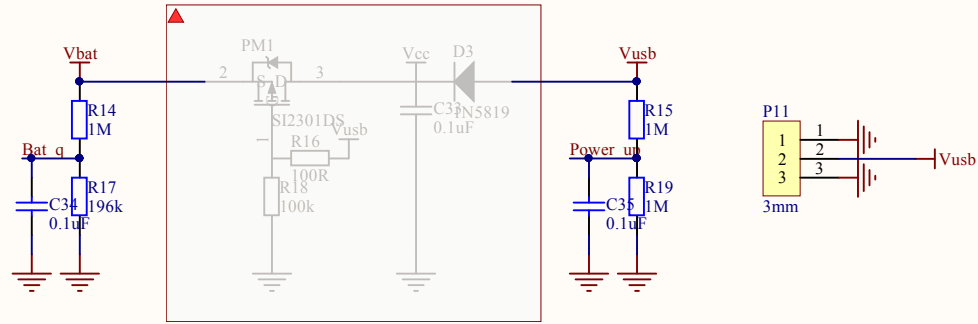 Vbat
R14
1M
Bat_q
R17
196k
C34
0.1uF
PM1
2
S
D
3
1
SI2301DS
Vusb
R16
100R
R18
100k
Vcc
C33
0.1uF
D3
1N5819
Vusb
R15
1M
Power_up
R19
1M
C35
0.1uF
P11
1
2
3
1
2
3
3mm
Vusb